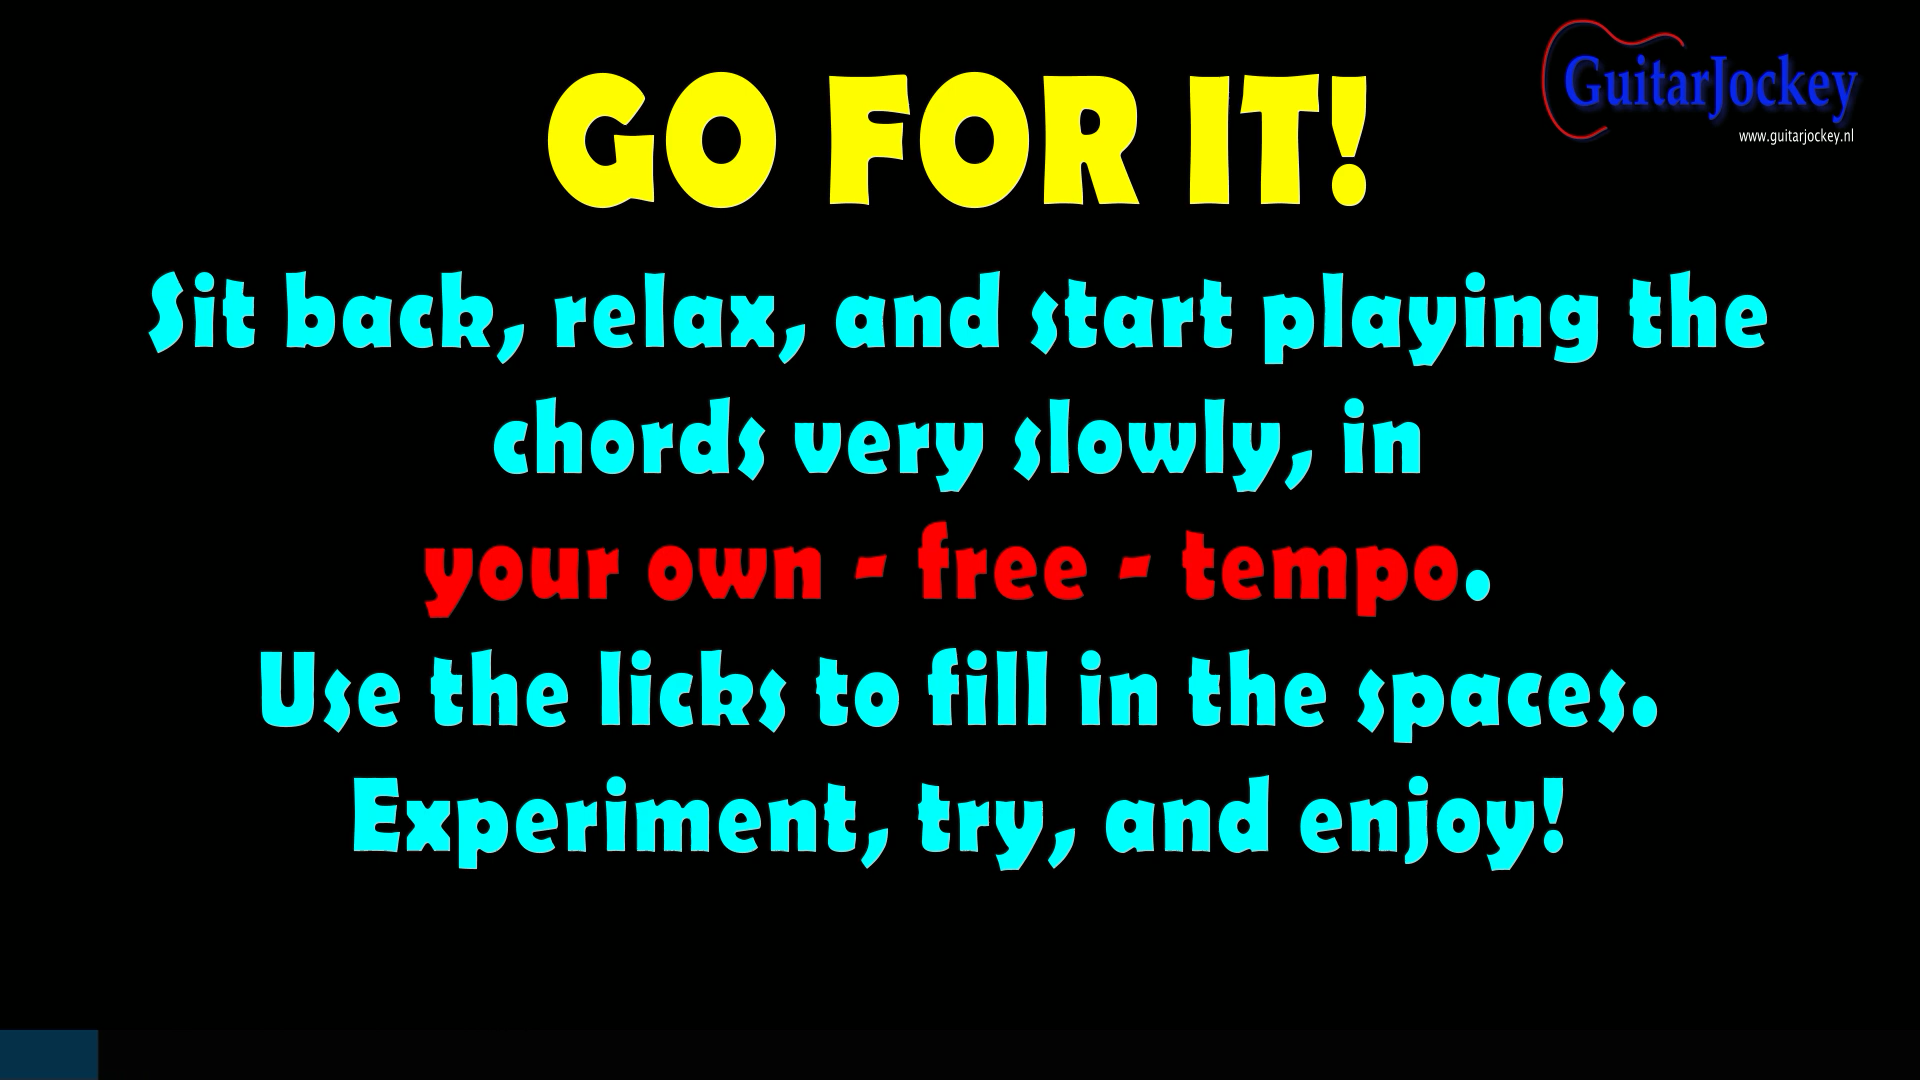 GO FOR IT!
GuitarJockey
www.guitarjockey.nl
Sit back, relax, and start playing the
chords very slowly, in
your own - free - tempo.
Use the licks to fill in the spaces.
Experiment, try, and enjoy!